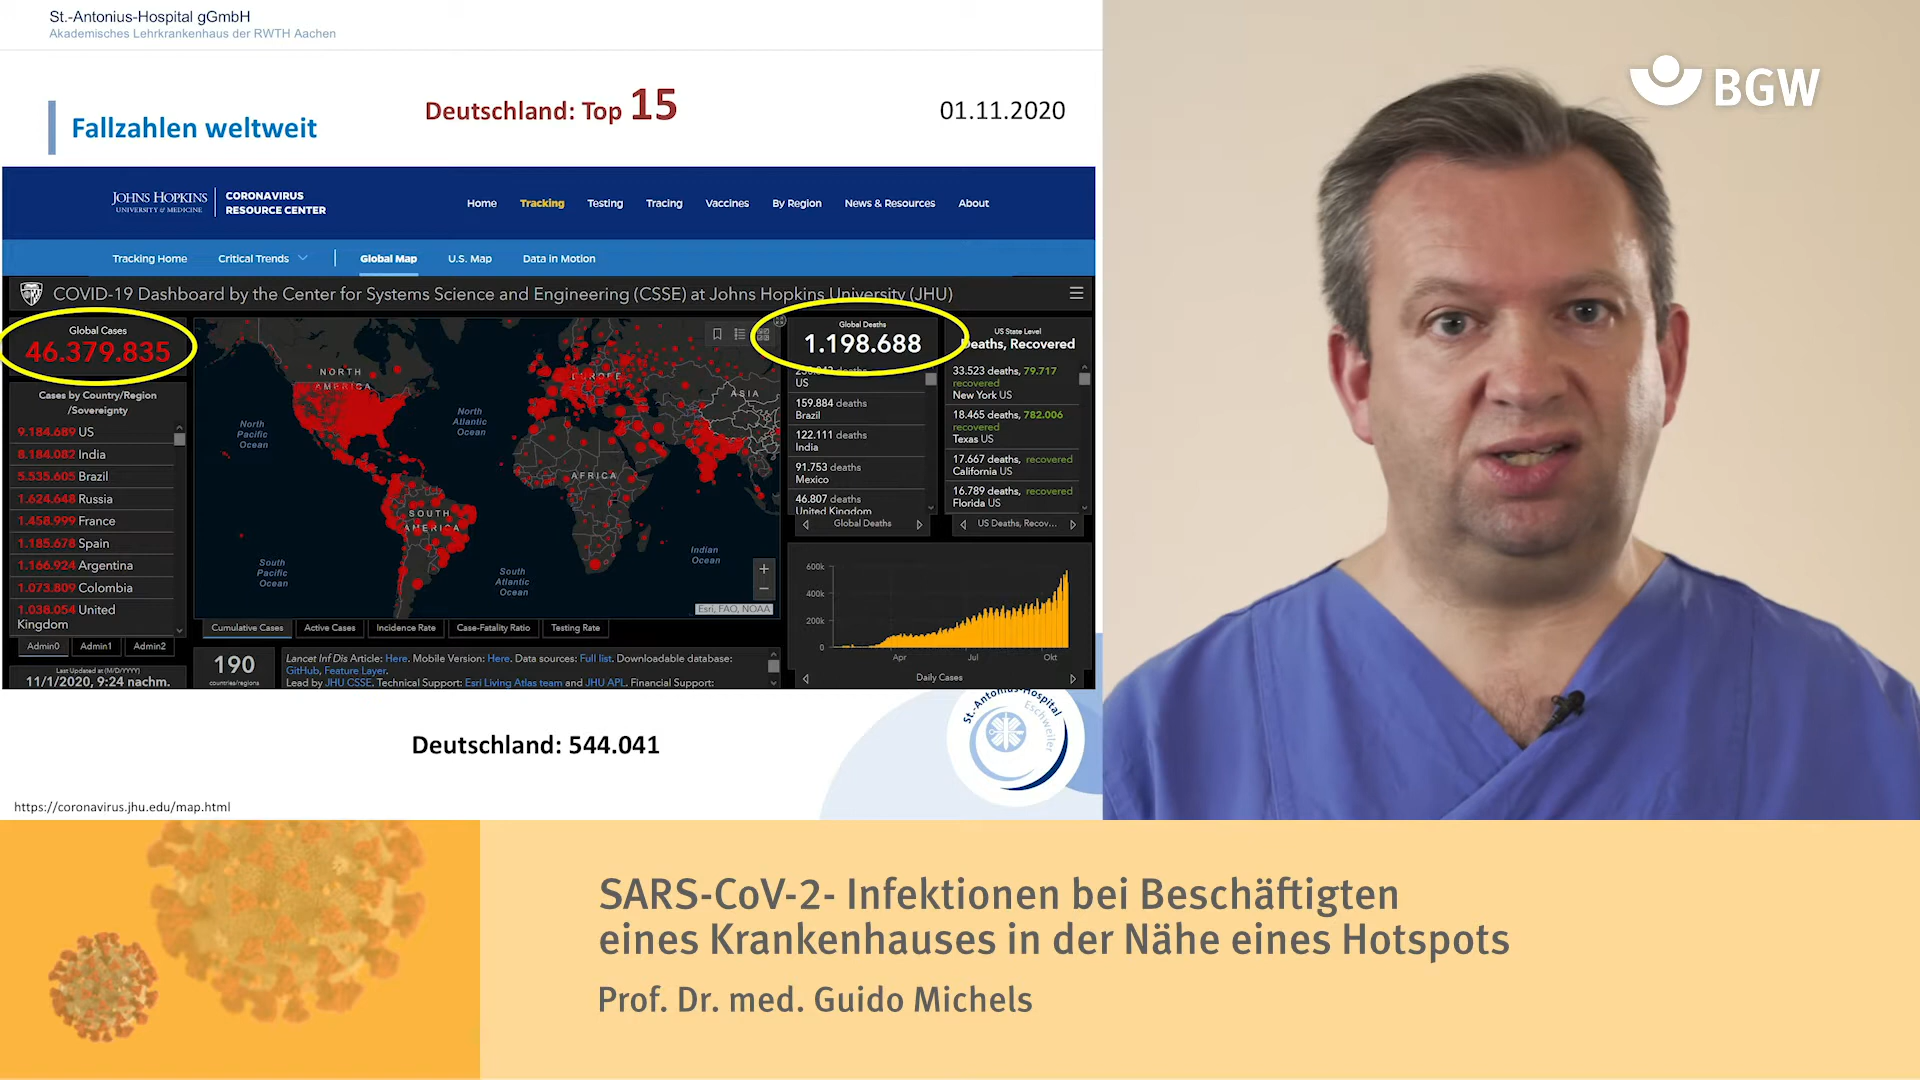 St.-Antonius-Hospital gGmbH
Akademisches Lehrkrankenhaus der RWTH Aachen
Fallzahlen weltweit
Deutschland: Top 15
01.11.2020
JOHNS HOPKINS
UNIVERSITY & MEDICINE
CORONAVIRUS
RESOURCE CENTER
Home Tracking Testing Tracing Vaccines By Region News & Resources About
Tracking Home Critical Trends Global Map U.S. Map Data in Motion
COVID-19 Dashboard by the Center for Systems Science and Engineering (CSSE) at Johns Hopkins University (JHU)
Global Cases
46.379.835
Cases by Country/Region
/Sovereignty
9.184.689 US
8.184.082 India
5.535.605 Brazil
1.624.648 Russia
1.458.999 France
1.185.678 Spain
1.166.924 Argentina
1.073.809 Colombia
1.038.054 United
Kingdom
Admin0 Admin1 Admin2
Last Updated at (M/D/YYYY)
11/1/2020, 9:24 nachm.
NORTH
AMERICA
EUROPE
ASIA
North
Pacific
Ocean
North
Atlantic
Ocean
AFRICA
SOUTH
AMERICA
South
Pacific
Ocean
South
Atlantic
Ocean
Indian
Ocean
+
−
Esri, FAO, NOAA
Cumulative Cases Active Cases Incidence Rate Case-Fatality Ratio Testing Rate
190
countries/regions
Lancet Inf Dis Article: Here. Mobile Version: Here. Data sources: Full list. Downloadable database:
GitHub, Feature Layer.
Lead by JHU CSSE. Technical Support: Esri Living Atlas team and JHU APL. Financial Support:
Global Deaths
1.198.688
deaths
US
159.884 deaths
Brazil
122.111 deaths
India
91.753 deaths
Mexico
46.807 deaths
United Kingdom
Global Deaths
US State Level
Deaths, Recovered
33.523 deaths, 79.717
recovered
New York US
18.465 deaths, 782.006
recovered
Texas US
17.667 deaths, recovered
California US
16.789 deaths, recovered
Florida US
US Deaths, Recov...
600k
400k
200k
0
Apr Jul Okt
Daily Cases
St.-Antonius-Hospital
Eschweiler
Deutschland: 544.041
https://coronavirus.jhu.edu/map.html
BGW
SARS-CoV-2- Infektionen bei Beschäftigten
eines Krankenhauses in der Nähe eines Hotspots
Prof. Dr. med. Guido Michels